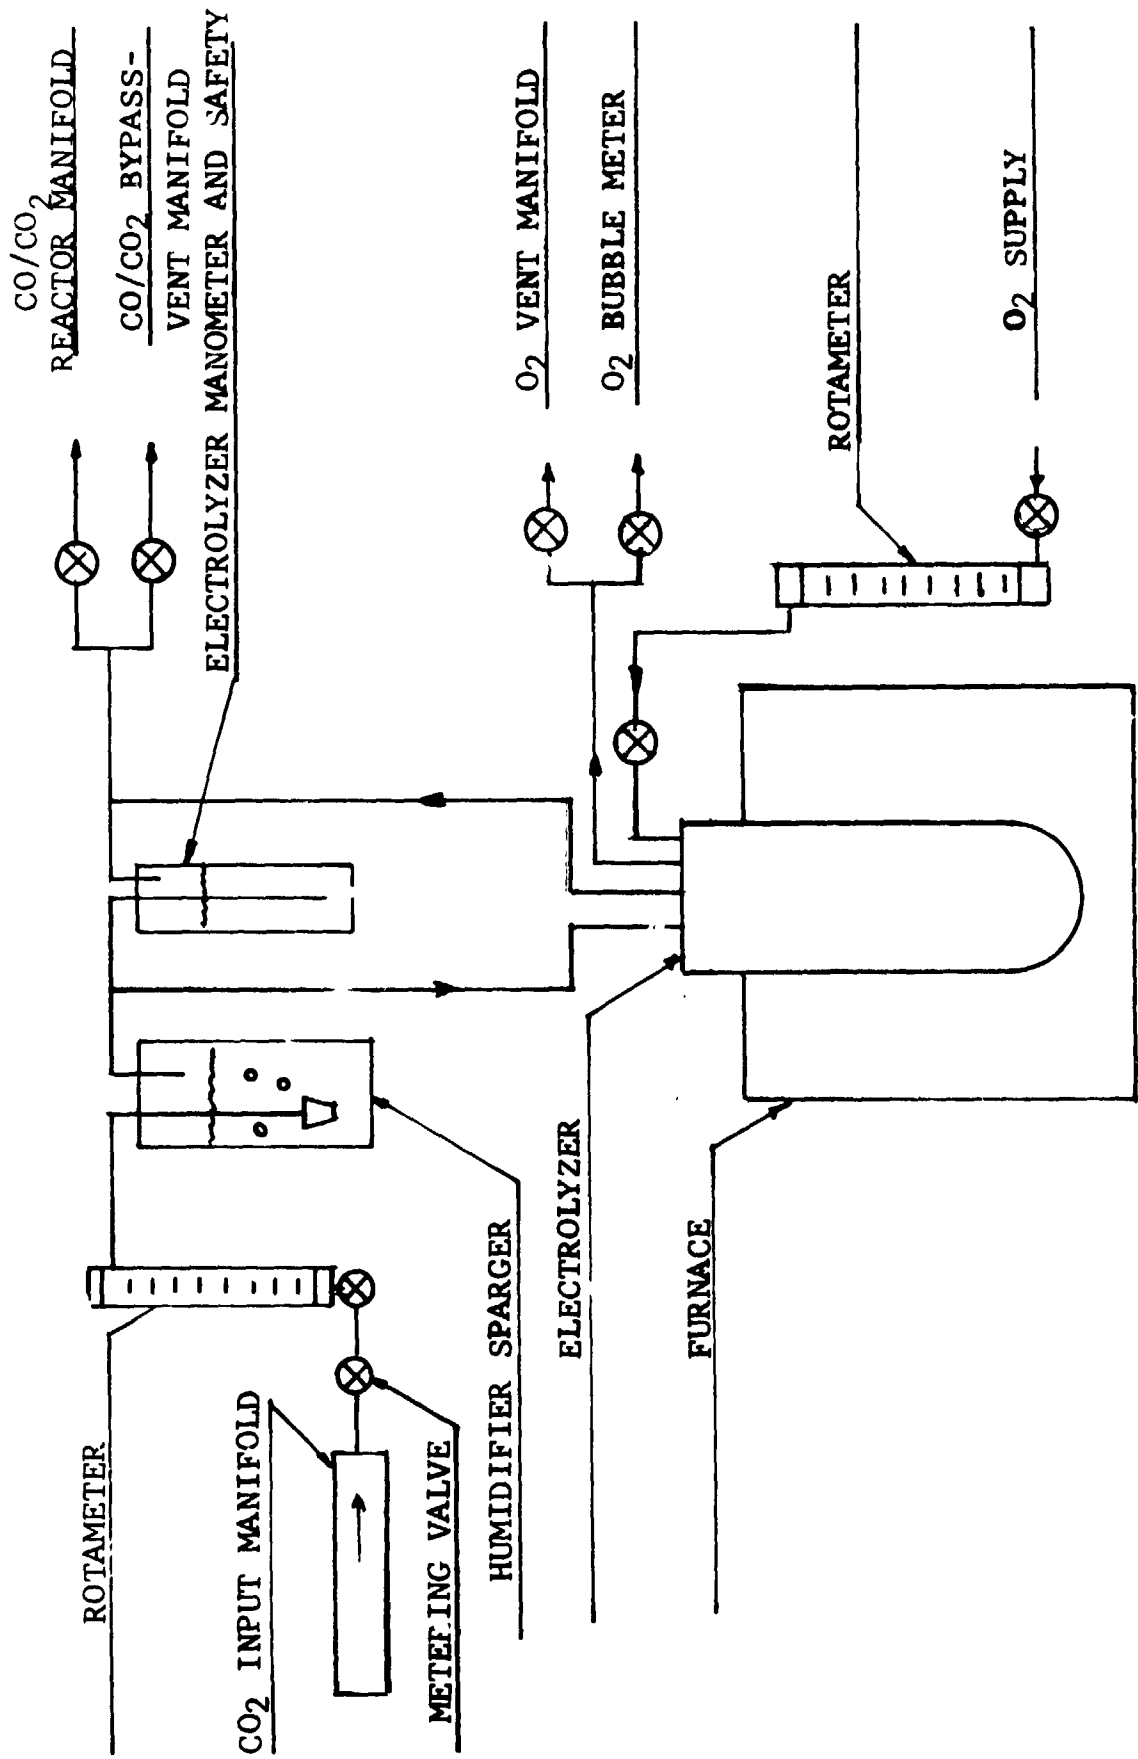 CO/CO2
REACTOR MANIFOLD
CO/CO2 BYPASS-
VENT MANIFOLD
ELECTROLYZER MANOMETER AND SAFETY
O2 VENT MANIFOLD
O2 BUBBLE METER
ROTAMETER
O2 SUPPLY
ROTAMETER
CO2 INPUT MANIFOLD
METERING VALVE
HUMIDIFIER SPARGER
ELECTROLYZER
FURNACE